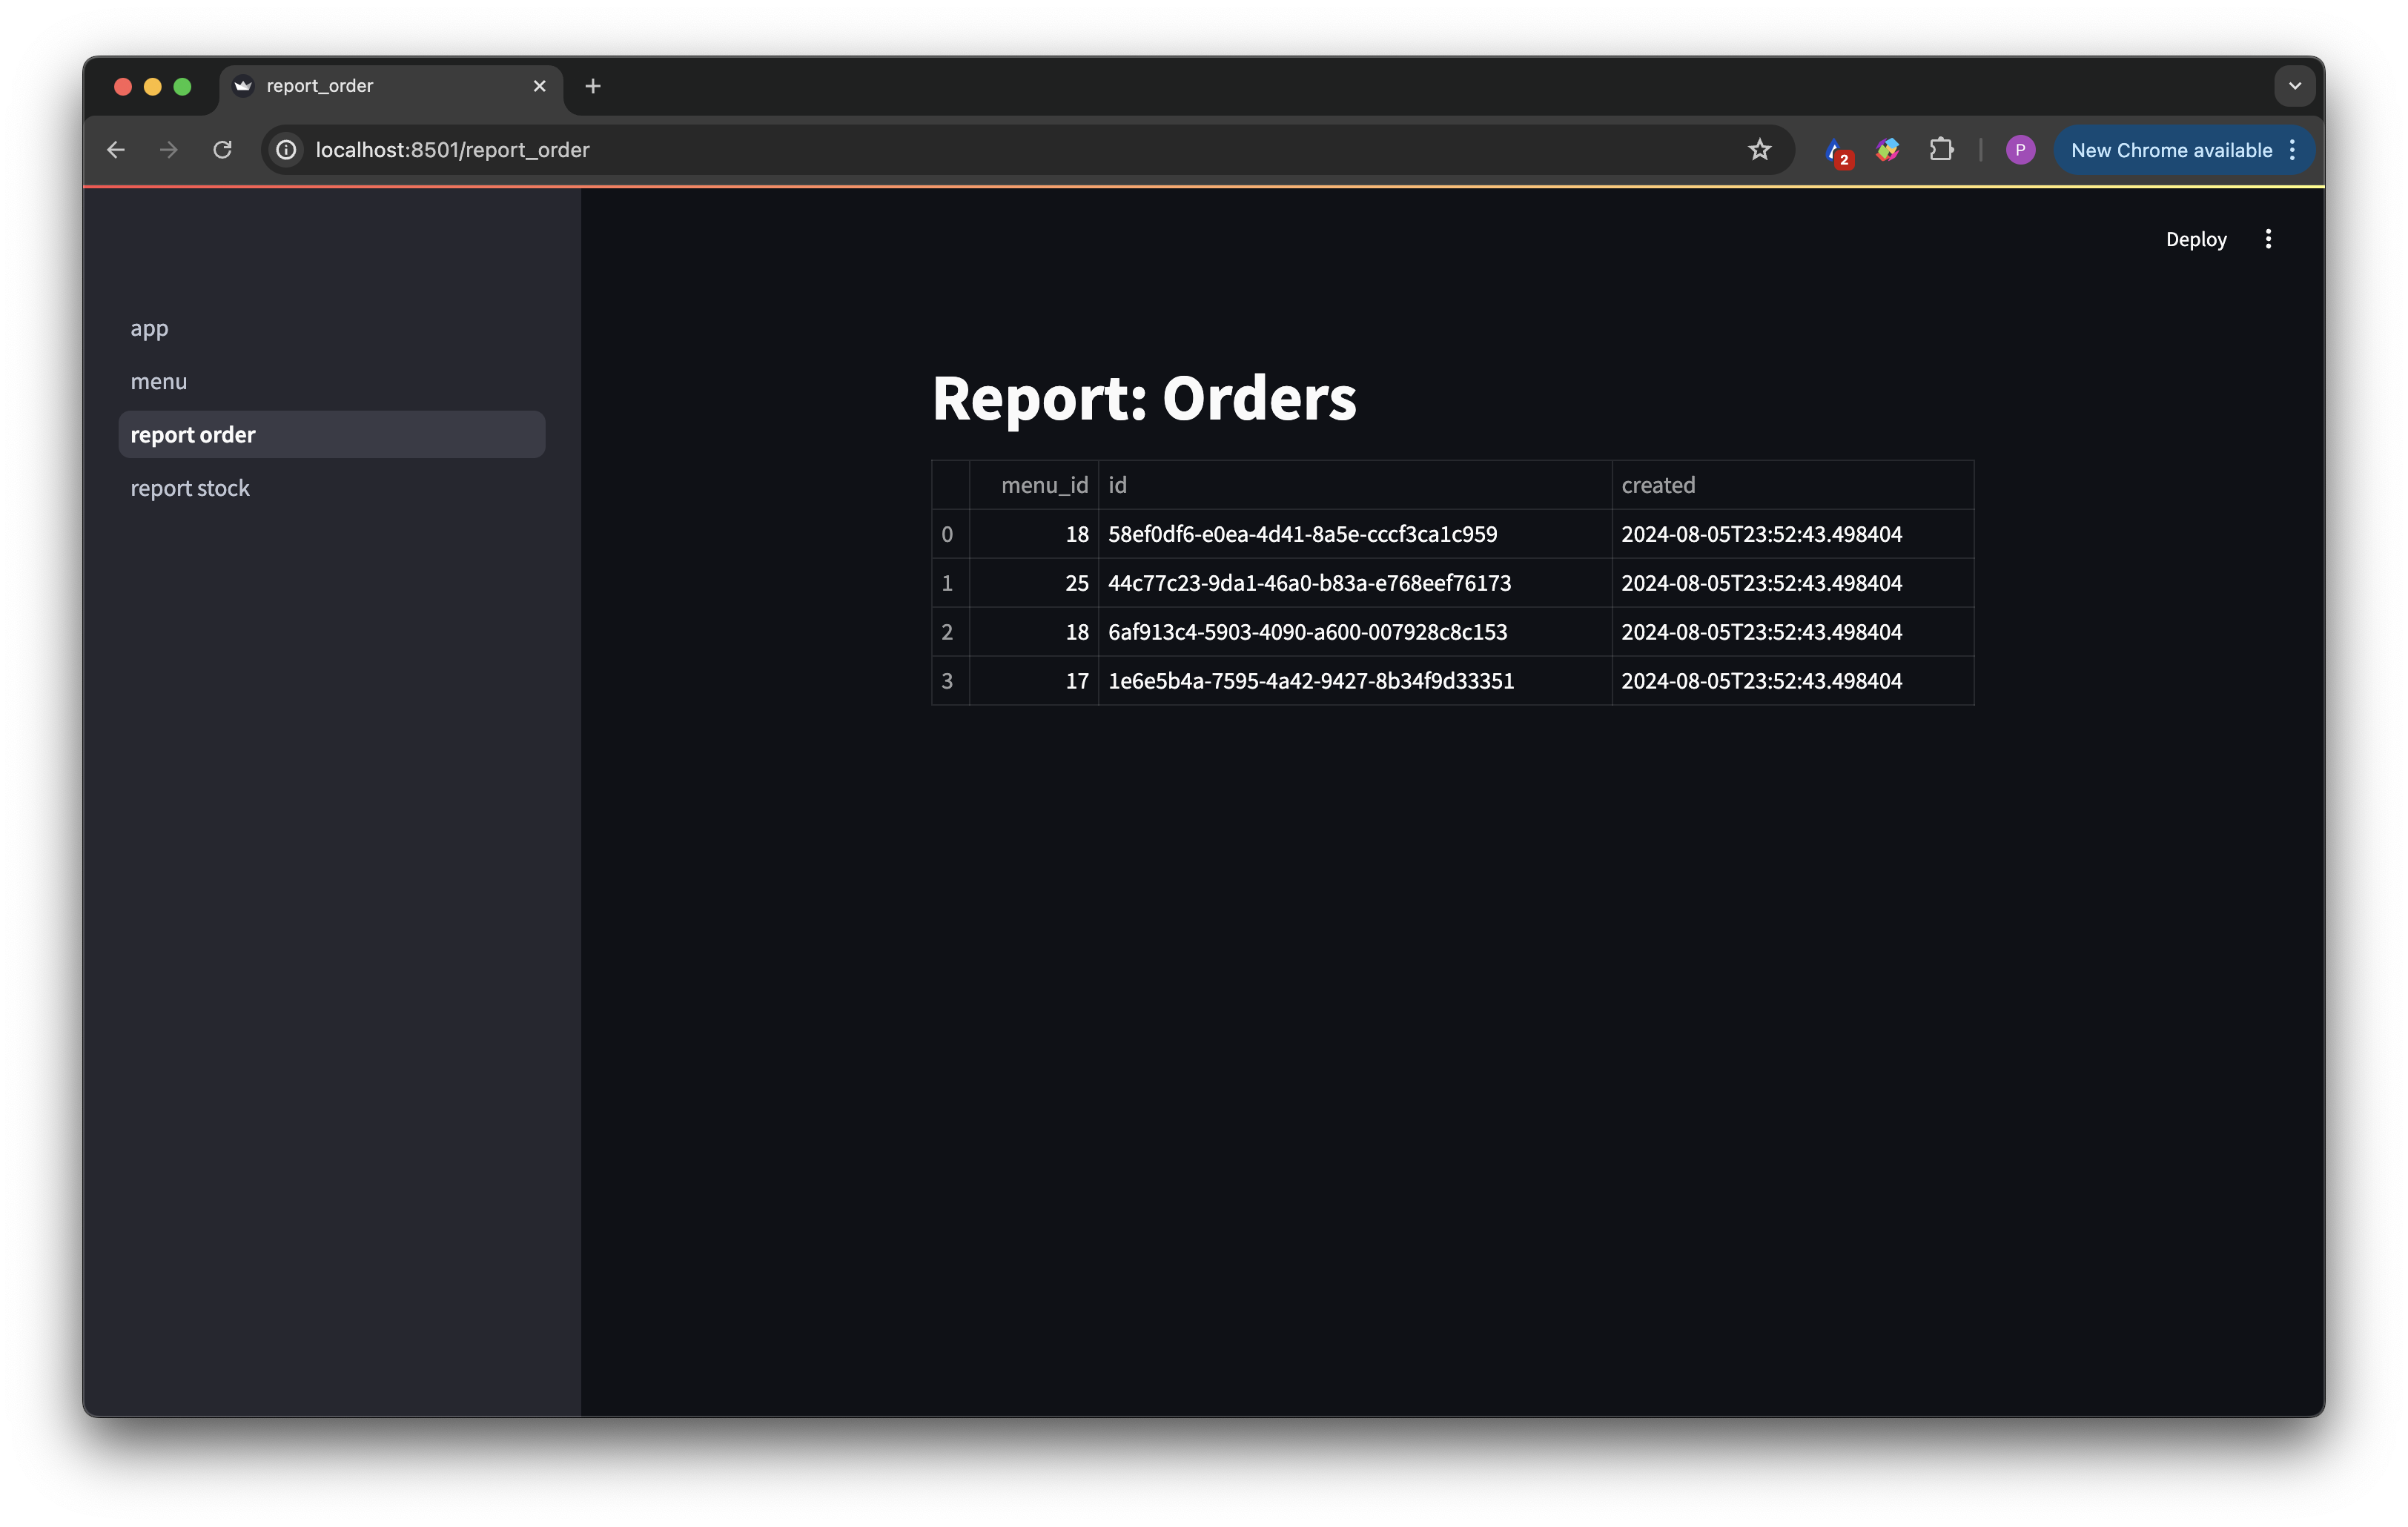 report_order
localhost:8501/report_order
2
P
New Chrome available
Deploy
app
menu
report order
report stock
Report: Orders
menu_id id created
0 18 58ef0df6-e0ea-4d41-8a5e-cccf3ca1c959 2024-08-05T23:52:43.498404
1 25 44c77c23-9da1-46a0-b83a-e768eef76173 2024-08-05T23:52:43.498404
2 18 6af913c4-5903-4090-a600-007928c8c153 2024-08-05T23:52:43.498404
3 17 1e6e5b4a-7595-4a42-9427-8b34f9d33351 2024-08-05T23:52:43.498404